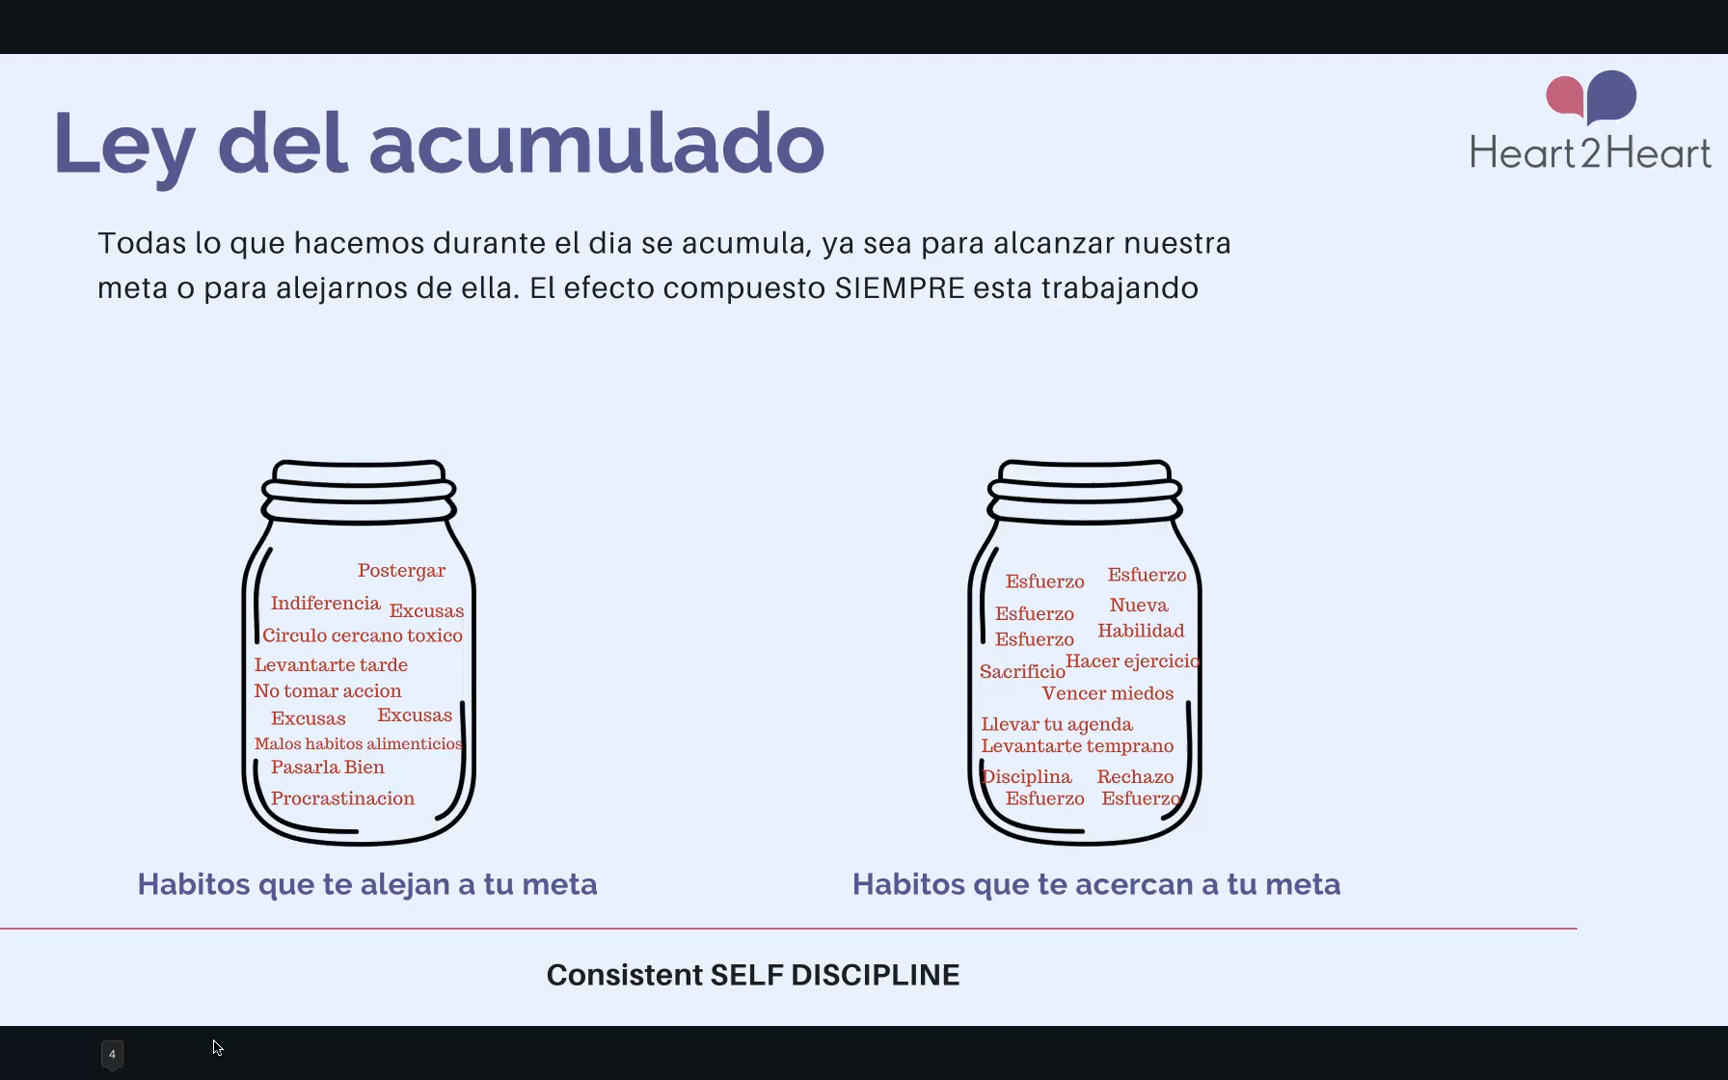 Ley del acumulado
Heart2Heart
Todas lo que hacemos durante el dia se acumula, ya sea para alcanzar nuestra
meta o para alejarnos de ella. El efecto compuesto SIEMPRE esta trabajando
Postergar
Indiferencia
Excusas
Circulo cercano toxico
Levantarte tarde
No tomar accion
Excusas
Excusas
Malos habitos alimenticios
Pasarla Bien
Procrastinacion
Habitos que te alejan a tu meta
Esfuerzo
Esfuerzo
Esfuerzo
Nueva
Habilidad
Esfuerzo
Sacrificio
Hacer ejercicio
Vencer miedos
Llevar tu agenda
Levantarte temprano
Disciplina
Rechazo
Esfuerzo
Esfuerzo
Habitos que te acercan a tu meta
Consistent SELF DISCIPLINE
4